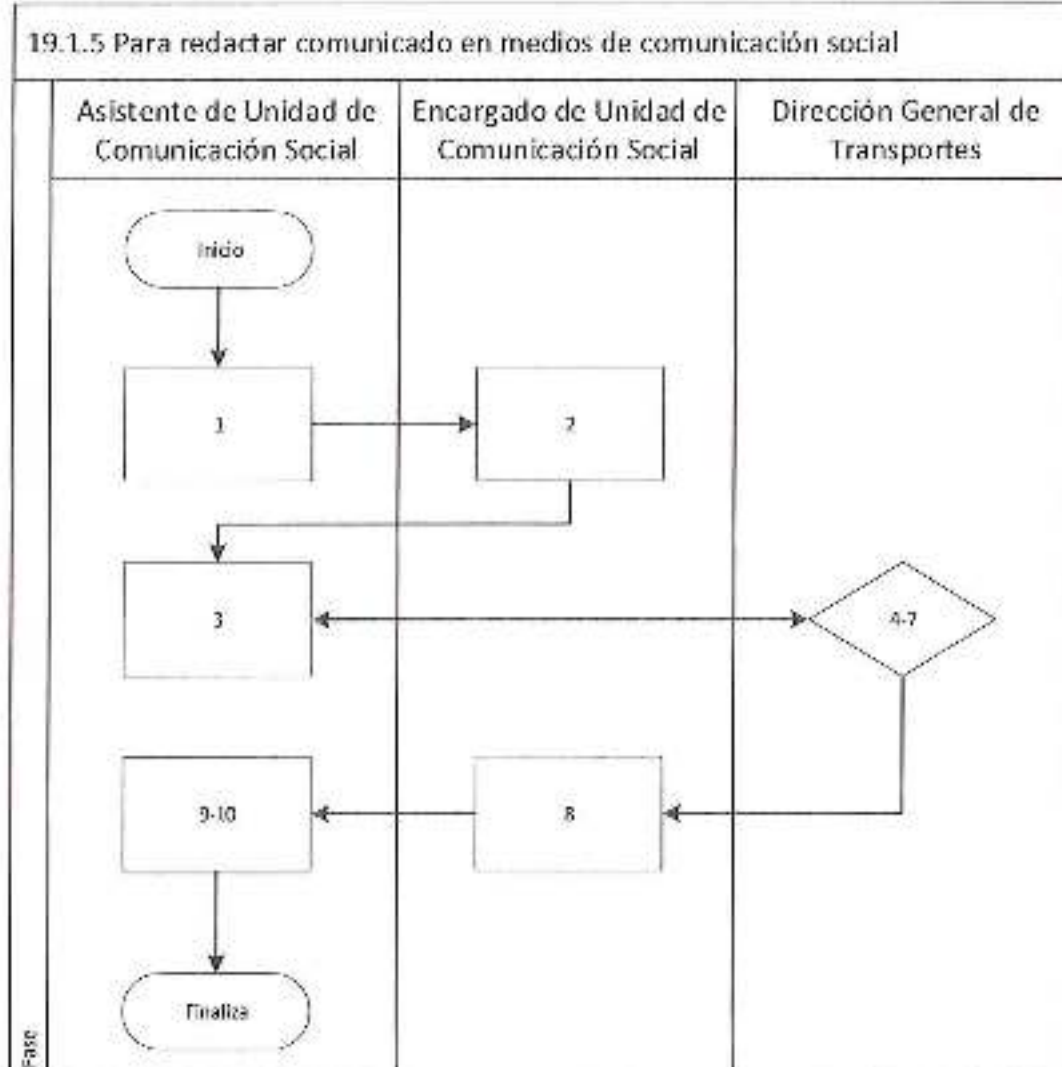 19.1.5 Para redactar comunicado en medios de comunicación social
Asistente de Unidad de
Comunicación Social
Encargado de Unidad de
Comunicación Social
Dirección General de
Transportes
Inicio
1
2
3
4-7
9-10
8
Finaliza
Fase